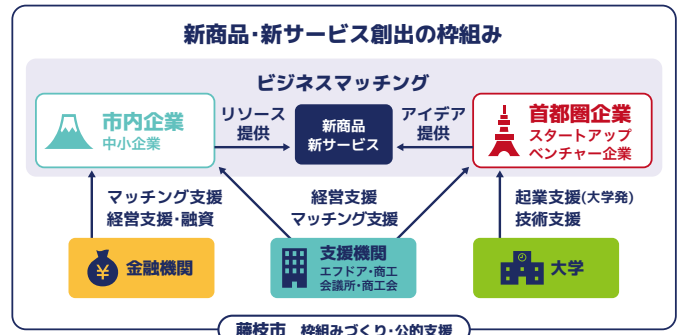 新商品・新サービス創出の枠組み
ビジネスマッチング
市内企業
中小企業
リソース
提供
新商品
新サービス
アイデア
提供
首都圏企業
スタートアップ
ベンチャー企業
マッチング支援
経営支援・融資
経営支援
マッチング支援
起業支援(大学発)
技術支援
¥
金融機関
支援機関
エフドア・商工
会議所・商工会
大学
藤枝市 枠組みづくり・公的支援